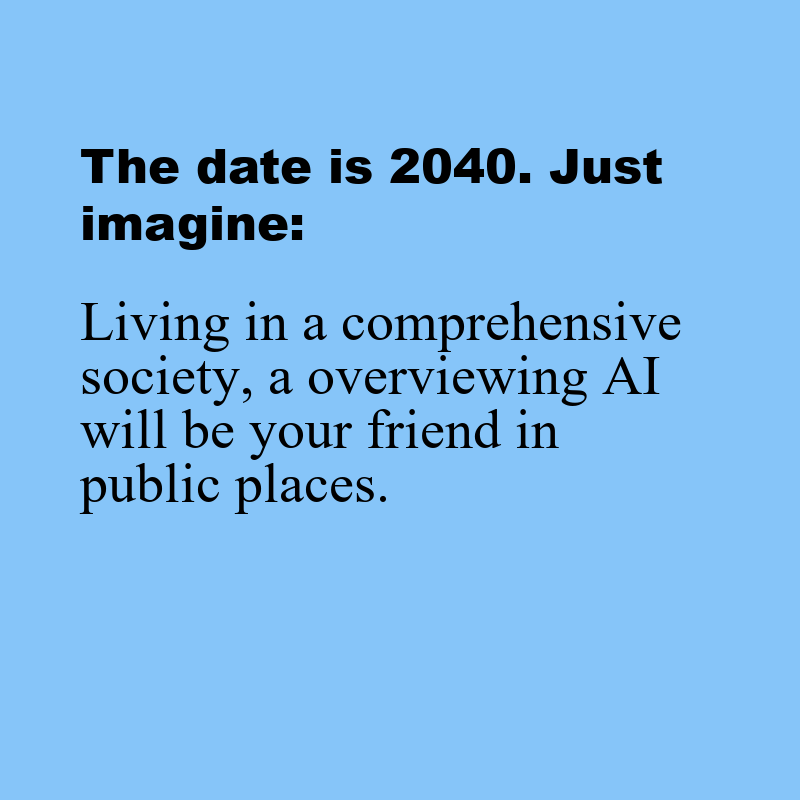 The date is 2040. Just
imagine:
Living in a comprehensive
society, a overviewing AI
will be your friend in
public places.